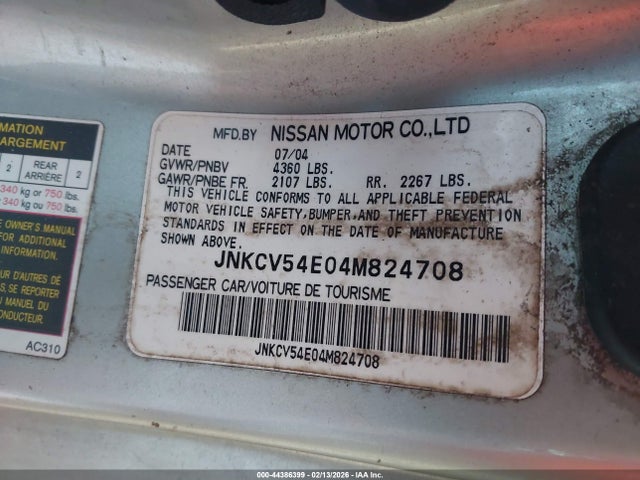 MATION
ARGEMENT
2 REAR ARRIÈRE 2
340 kg or 750 lbs.
340 kg ou 750 lbs.
E OWNER'S MANUAL
FOR ADDITIONAL
INFORMATION.
UR D'AUTRES DE
S, SE REPORTER
U MANUEL DU
ONDUCTEUR.
AC310
MFD.BY NISSAN MOTOR CO.,LTD
DATE 07/04
GVWR/PNBV 4360 LBS.
GAWR/PNBE FR. 2107 LBS. RR. 2267 LBS.
THIS VEHICLE CONFORMS TO ALL APPLICABLE FEDERAL
MOTOR VEHICLE SAFETY,BUMPER,AND THEFT PREVENTION
STANDARDS IN EFFECT ON THE DATE OF MANUFACTURE
SHOWN ABOVE.
JNKCV54E04M824708
PASSENGER CAR/VOITURE DE TOURISME
JNKCV54E04M824708
000-44386399 - 02/13/2026 - IAA Inc.